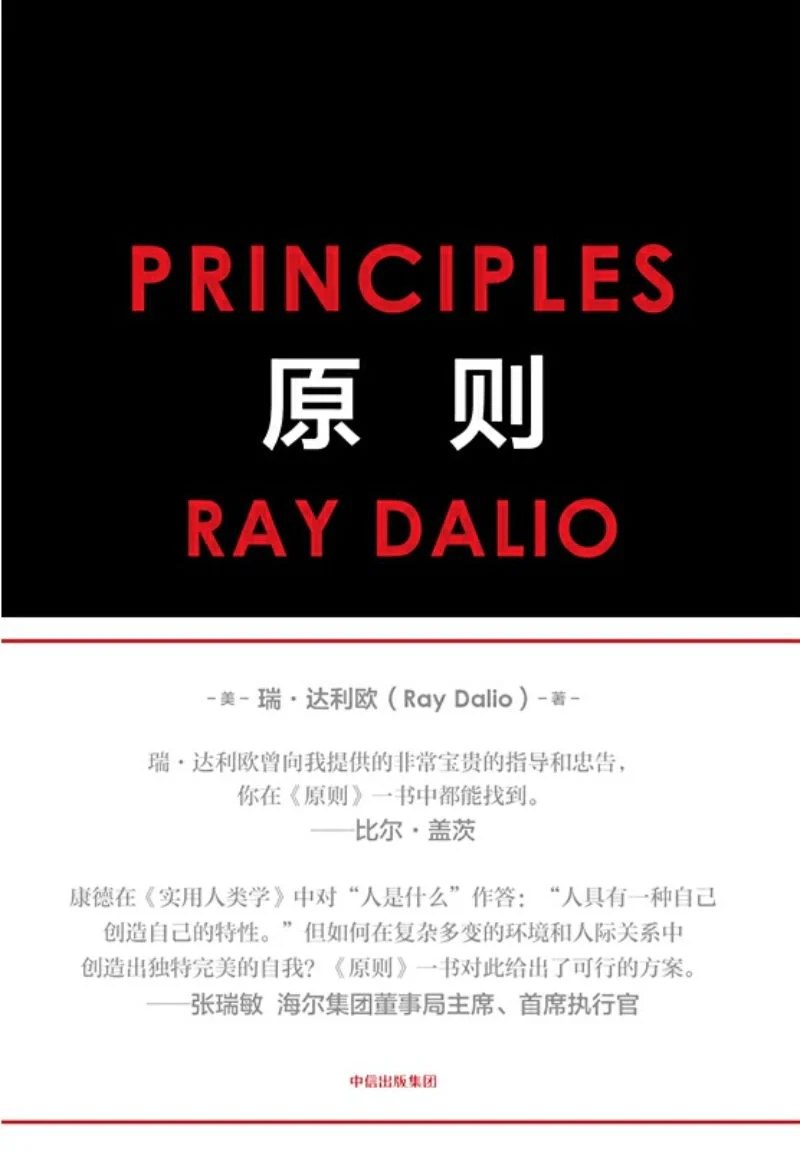 PRINCIPLES
原 则
RAY DALIO
–美– 瑞·达利欧（Ray Dalio）–著–
瑞·达利欧曾向我提供的非常宝贵的指导和忠告，
你在《原则》一书中都能找到。
——比尔·盖茨
康德在《实用人类学》中对“人是什么”作答：“人具有一种自己
创造自己的特性。”但如何在复杂多变的环境和人际关系中
创造出独特完美的自我？《原则》一书对此给出了可行的方案。
——张瑞敏 海尔集团董事局主席、首席执行官
中信出版集团